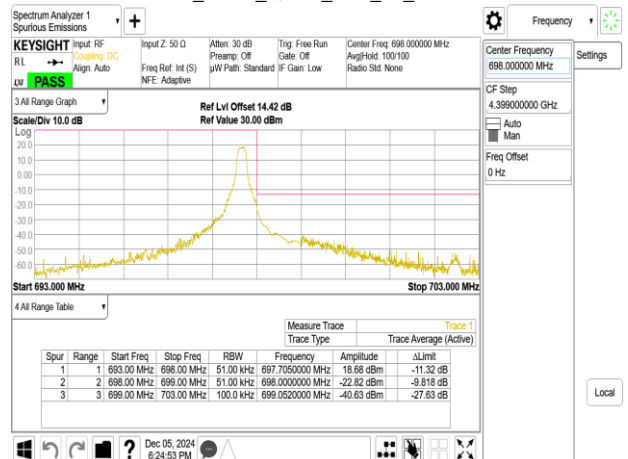 Spectrum Analyzer 1
Spurious Emissions
Frequency
KEYSIGHT
Input: RF
Coupling: DC
Align: Auto
Input Z: 50 Ω
Freq Ref: Int (S)
NFE: Adaptive
Atten: 30 dB
Preamp: Off
µW Path: Standard
Trig: Free Run
Gate: Off
IF Gain: Low
Center Freq: 698.000000 MHz
Avg|Hold: 100/100
Radio Std: None
RL
LXI
PASS
Center Frequency
698.000000 MHz
Settings
CF Step
4.399000000 GHz
Auto
Man
Freq Offset
0 Hz
3 All Range Graph
Ref Lvl Offset 14.42 dB
Scale/Div 10.0 dB
Ref Value 30.00 dBm
Log
20.0
10.0
0.00
-10.0
-20.0
-30.0
-40.0
-50.0
-60.0
Start 693.000 MHz
Stop 703.000 MHz
4 All Range Table
Measure Trace Trace 1
Trace Type Trace Average (Active)
Spur Range Start Freq Stop Freq RBW Frequency Amplitude ΔLimit
1 1 693.00 MHz 698.00 MHz 51.00 kHz 697.7050000 MHz 18.68 dBm -11.32 dB
2 2 698.00 MHz 699.00 MHz 51.00 kHz 698.0000000 MHz -22.82 dBm -9.818 dB
3 3 699.00 MHz 703.00 MHz 100.0 kHz 699.0520000 MHz -40.63 dBm -27.63 dB
Local
?
Dec 05, 2024
6:24:53 PM